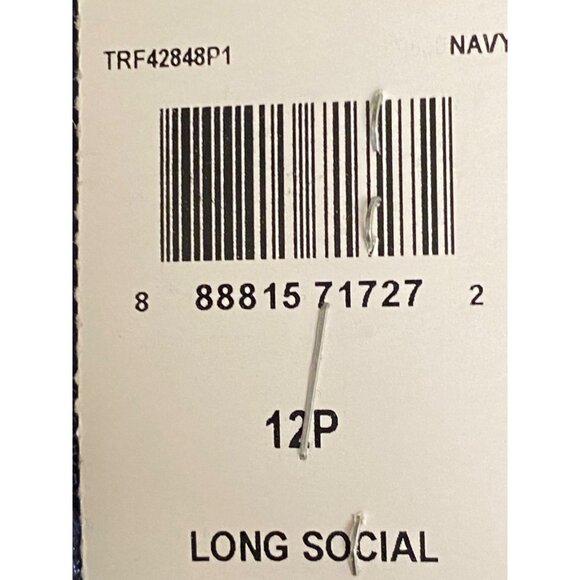 TRF42848P1 NAVY
8 88815 71727 2
12P
LONG SOCIAL